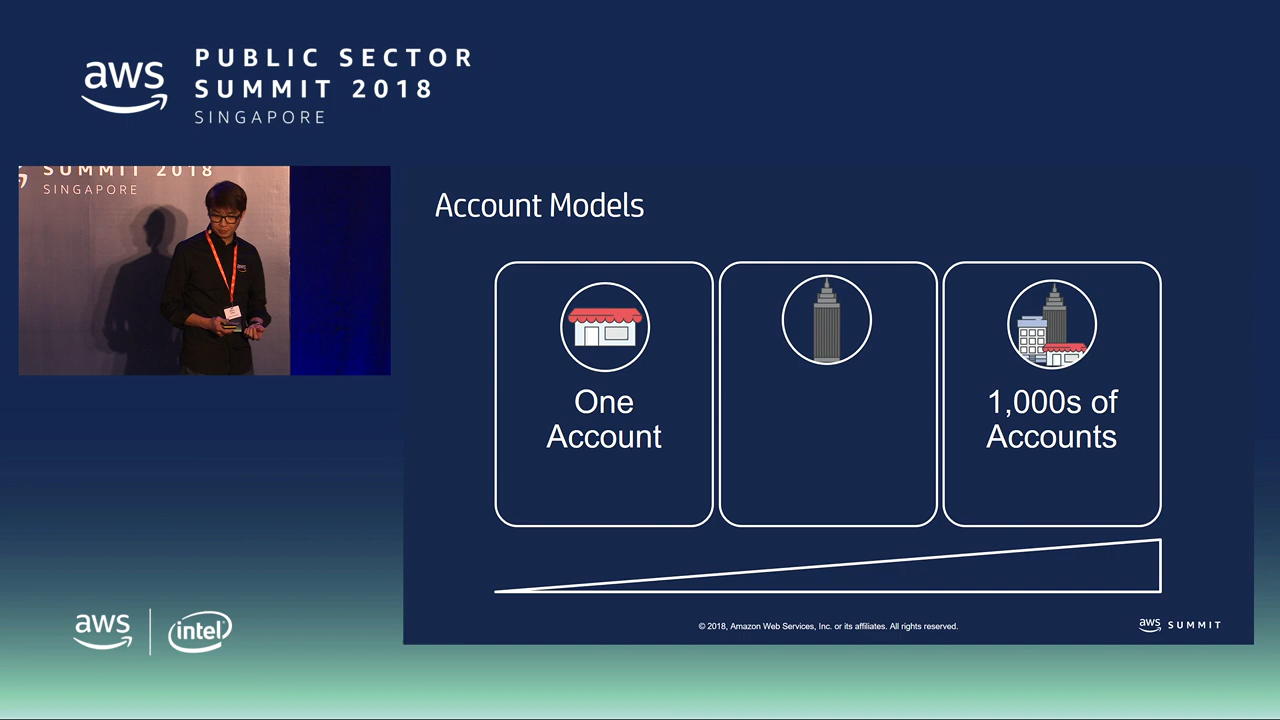 aws
PUBLIC SECTOR
SUMMIT 2018
SINGAPORE
SUMMIT 2018
SINGAPORE
aws
Account Models
One
Account
1,000s of
Accounts
© 2018, Amazon Web Services, Inc. or its affiliates. All rights reserved.
aws SUMMIT
aws
intel